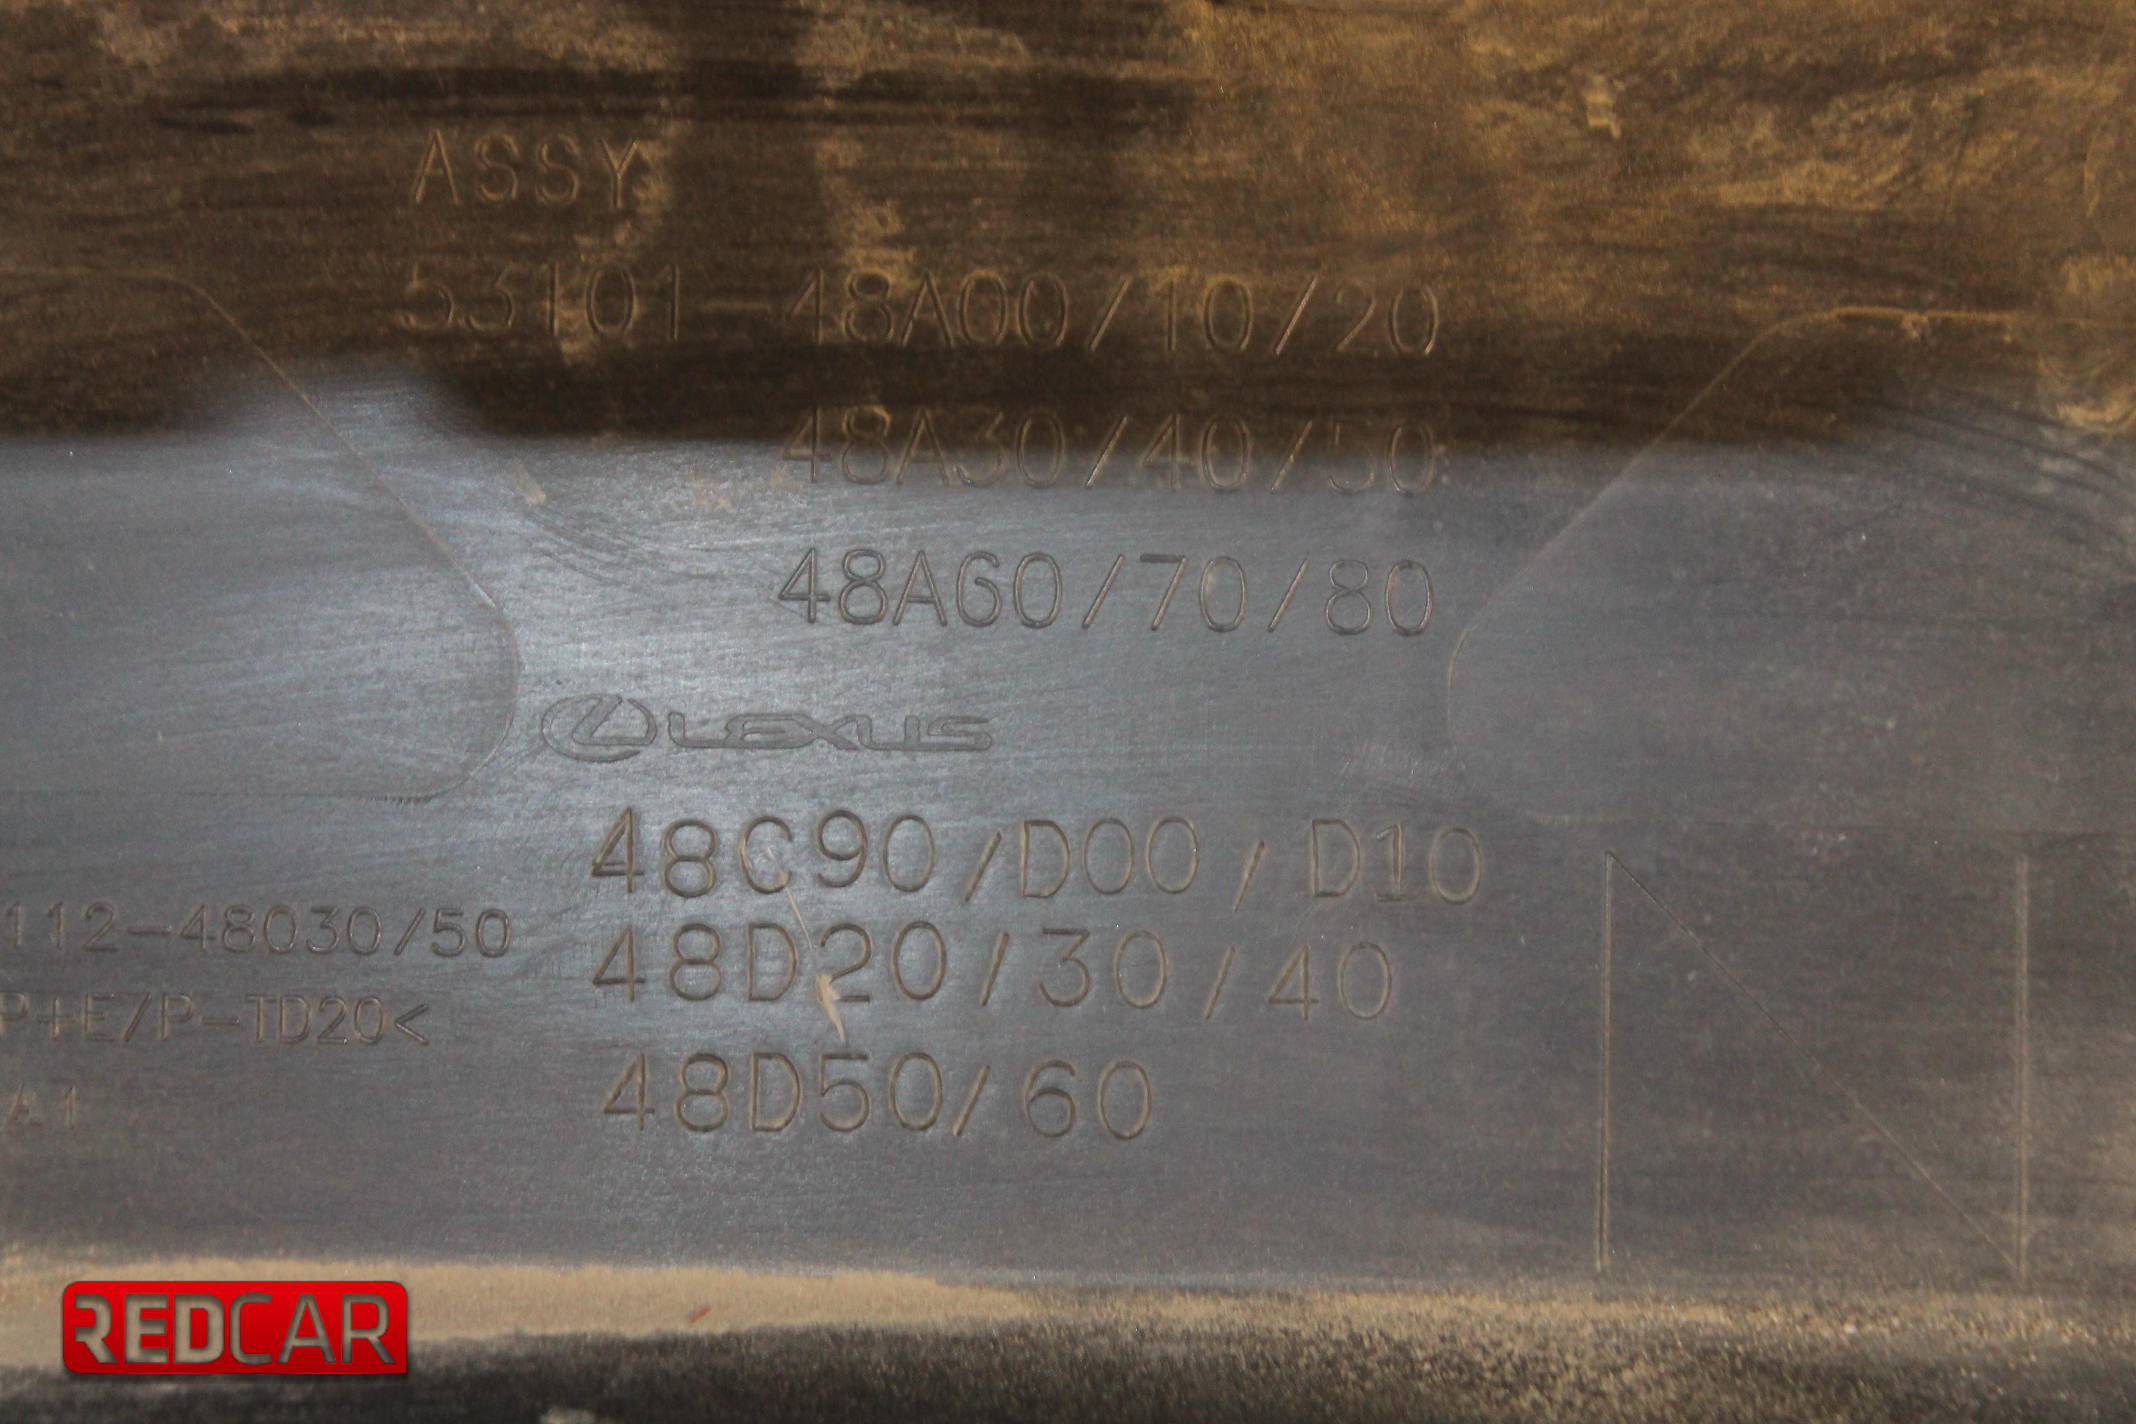 ASSY
53101-48A00/10/20
48A30/40/50
48A60/70/80
LEXUS
48C90/D00/D10
112-48030/50
48D20/30/40
P+E/P-TD20<
48D50/60
A1
REDCAR